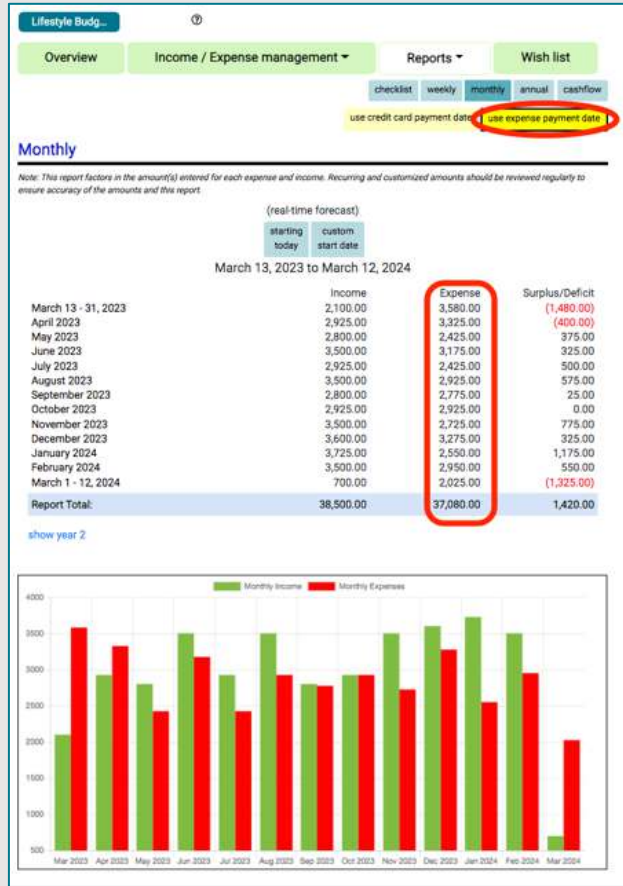 Lifestyle Budg...
Overview Income / Expense management Reports Wish list
checklist weekly monthly annual cashflow
use credit card payment date use expense payment date
Monthly
Note: This report factors in the amount(s) entered for each expense and income. Recurring and customized amounts should be reviewed regularly to
ensure accuracy of the amounts and this report.
(real-time forecast)
starting today custom start date
March 13, 2023 to March 12, 2024
Income Expense Surplus/Deficit
March 13 - 31, 2023 2,100.00 3,580.00 (1,480.00)
April 2023 2,925.00 3,325.00 (400.00)
May 2023 2,800.00 2,425.00 375.00
June 2023 3,500.00 3,175.00 325.00
July 2023 2,925.00 2,425.00 500.00
August 2023 3,500.00 2,925.00 575.00
September 2023 2,800.00 2,775.00 25.00
October 2023 2,925.00 2,925.00 0.00
November 2023 3,500.00 2,725.00 775.00
December 2023 3,600.00 3,275.00 325.00
January 2024 3,725.00 2,550.00 1,175.00
February 2024 3,500.00 2,950.00 550.00
March 1 - 12, 2024 700.00 2,025.00 (1,325.00)
Report Total: 38,500.00 37,080.00 1,420.00
show year 2
Monthly Income Monthly Expenses
4000
3500
3000
2500
2000
1500
1000
500
Mar 2023 Apr 2023 May 2023 Jun 2023 Jul 2023 Aug 2023 Sep 2023 Oct 2023 Nov 2023 Dec 2023 Jan 2024 Feb 2024 Mar 2024